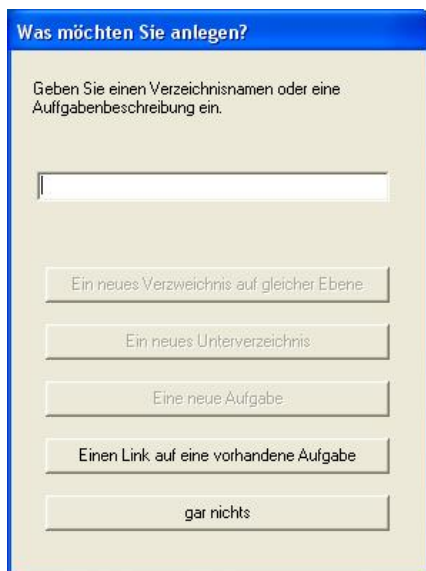 Was möchten Sie anlegen?
Geben Sie einen Verzeichnisnamen oder eine
Auffgabenbeschreibung ein.
Ein neues Verzweichnis auf gleicher Ebene
Ein neues Unterverzeichnis
Eine neue Aufgabe
Einen Link auf eine vorhandene Aufgabe
gar nichts